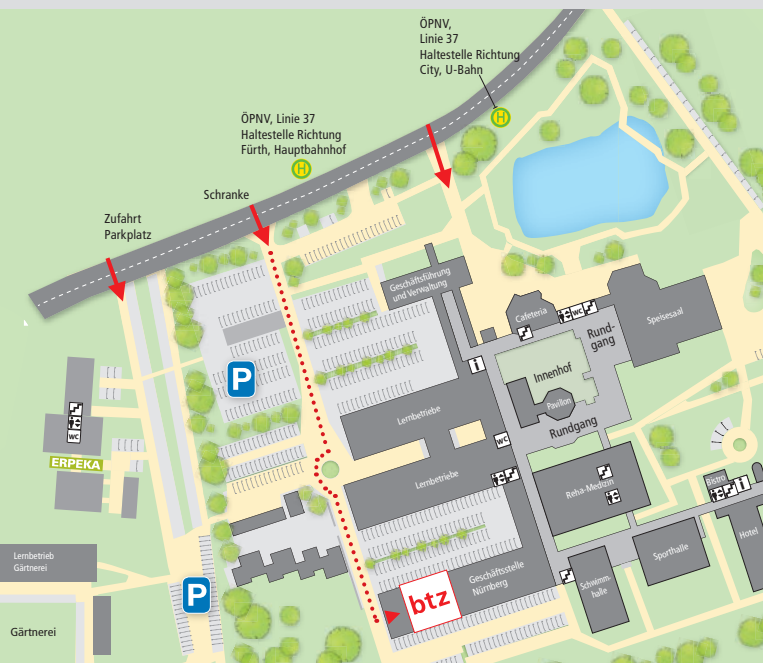 ÖPNV,
Linie 37
Haltestelle Richtung
City, U-Bahn
H
ÖPNV, Linie 37
Haltestelle Richtung
Fürth, Hauptbahnhof
H
Schranke
Zufahrt
Parkplatz
Geschäftsführung
und Verwaltung
Cafeteria
WC
Rund-
gang
Speisesaal
i
Innenhof
P
Pavillon
Lernbetriebe
Rundgang
WC
WC
ERPEKA
Lernbetriebe
Reha-Medizin
Bistro
i
Hotel
Sporthalle
Lernbetrieb
Gärtnerei
Geschäftsstelle
Nürnberg
Schwimm-
halle
P
btz
Gärtnerei